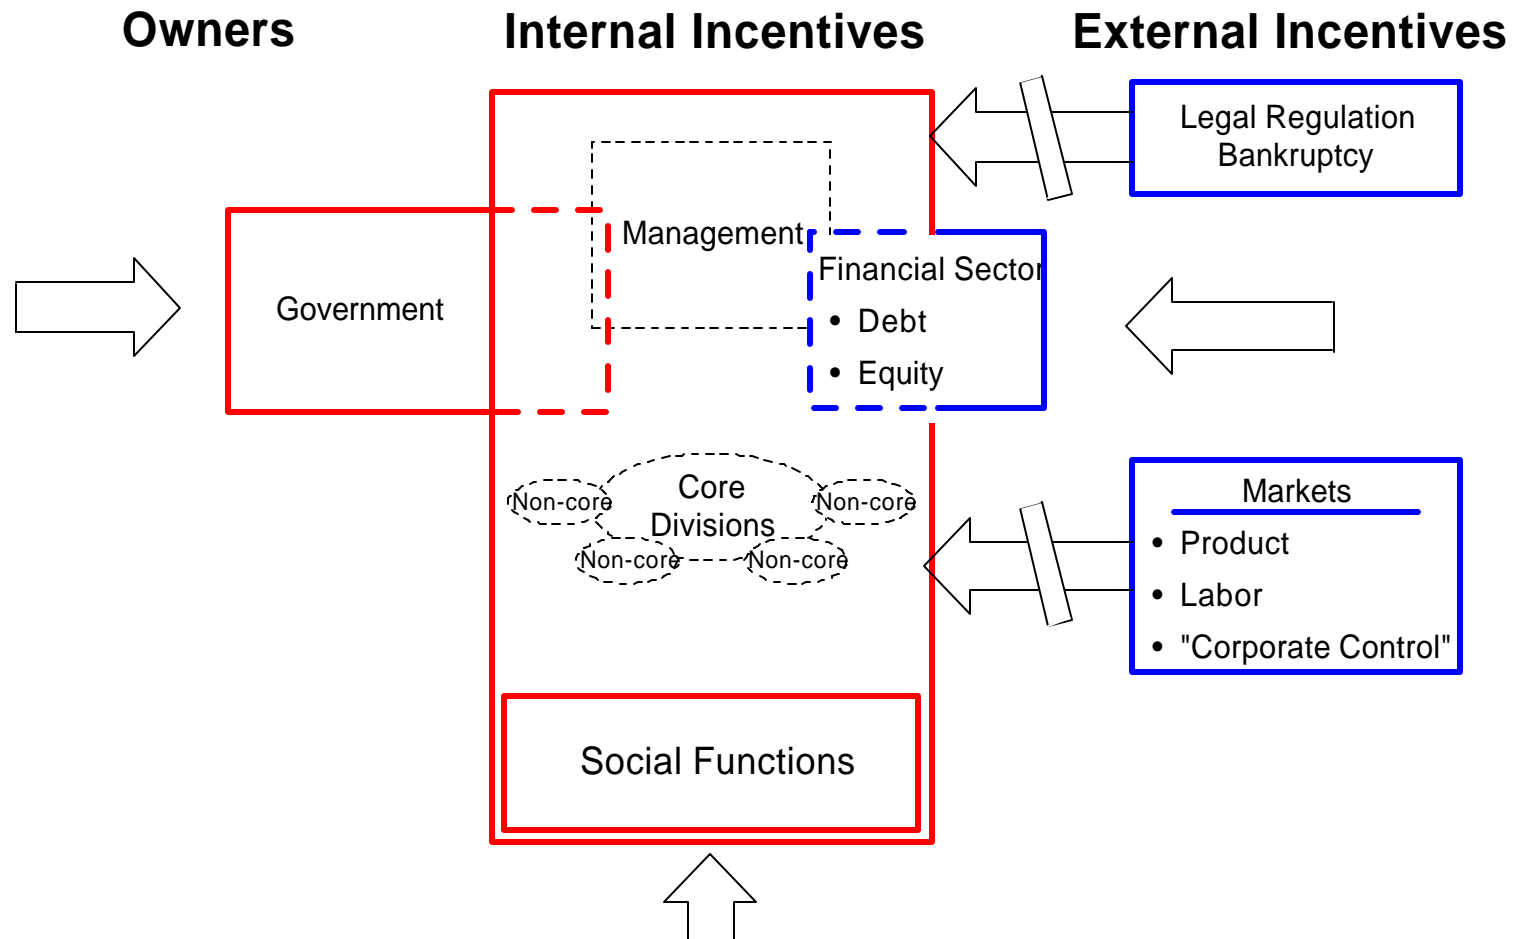 Owners
Internal Incentives
External Incentives
Legal Regulation
Bankruptcy
Management
Government
Financial Sector
• Debt
• Equity
Core
Divisions
Non-core
Non-core
Non-core
Non-core
Markets
• Product
• Labor
• "Corporate Control"
Social Functions